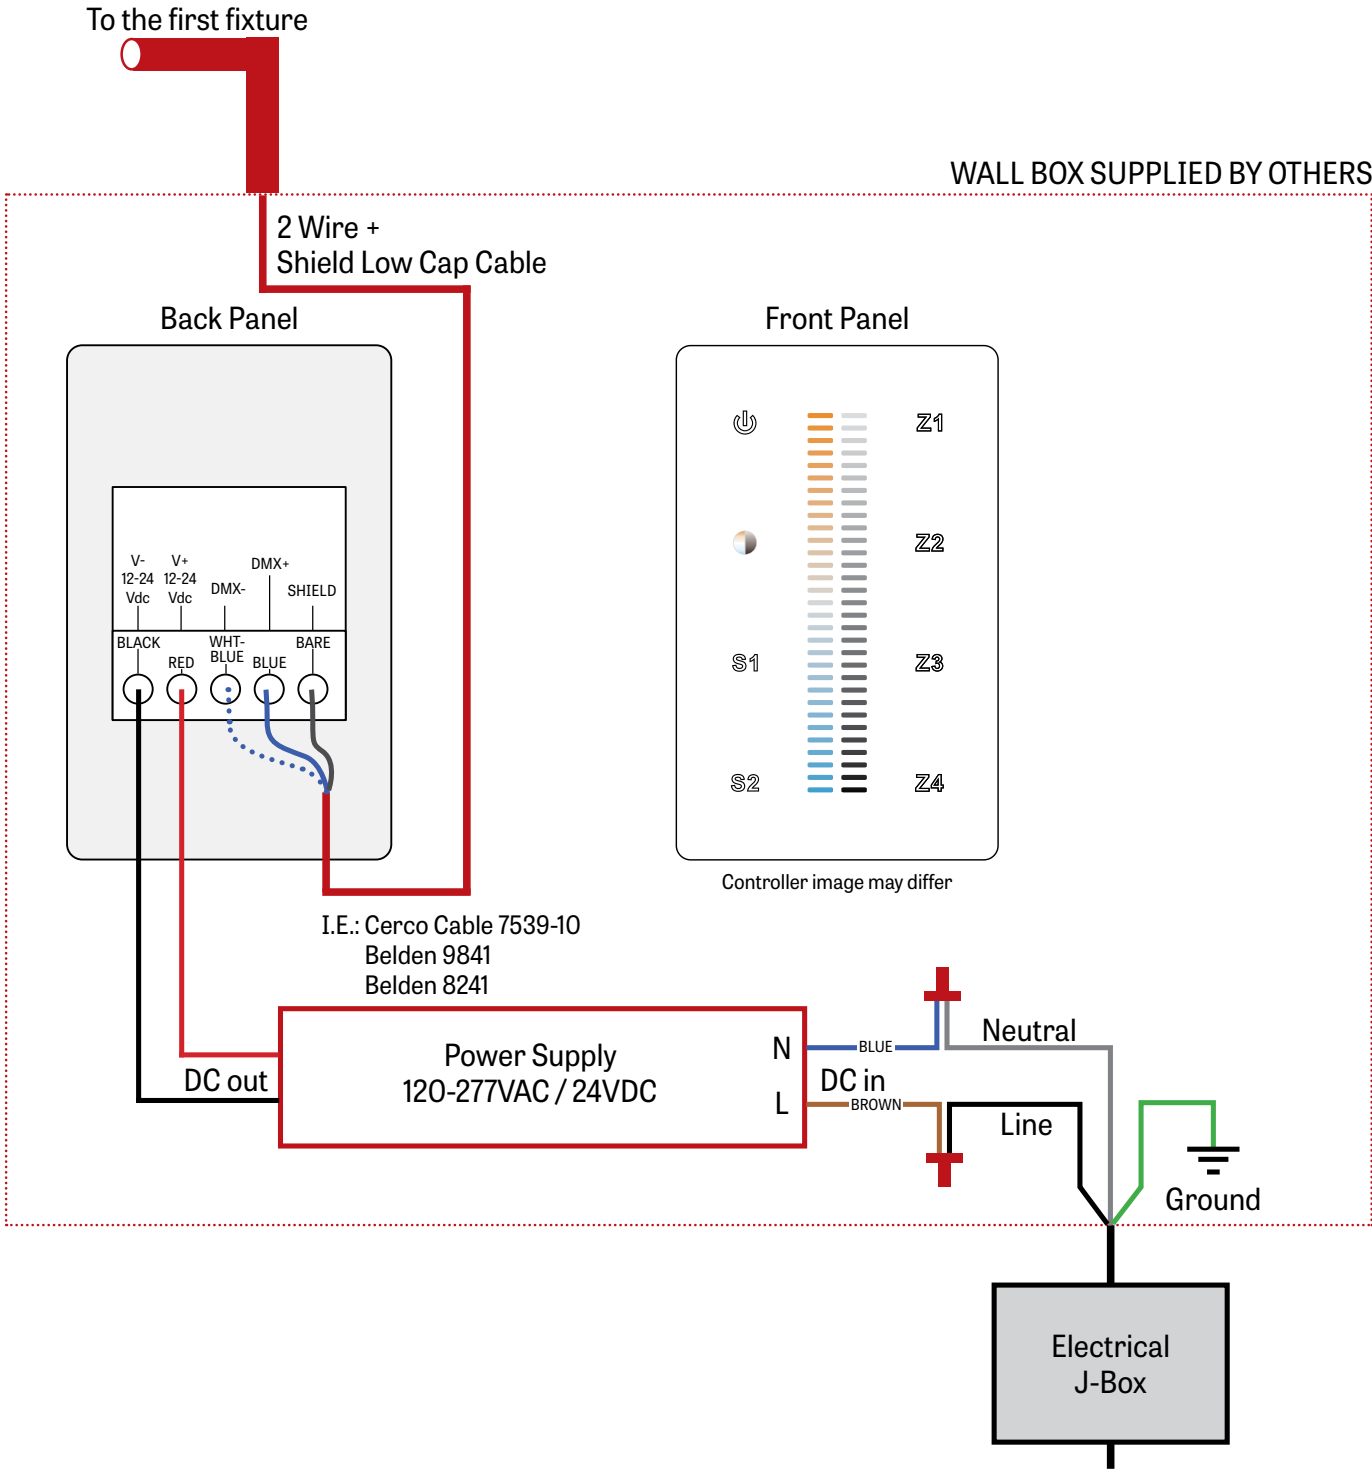 To the first fixture
WALL BOX SUPPLIED BY OTHERS
2 Wire +
Shield Low Cap Cable
Back Panel
V-
12-24
Vdc
V+
12-24
Vdc
DMX-
DMX+
SHIELD
BLACK
RED
WHT-
BLUE
BLUE
BARE
Front Panel
Z1
Z2
S1
Z3
S2
Z4
Controller image may differ
I.E.: Cerco Cable 7539-10
Belden 9841
Belden 8241
DC out
Power Supply
120-277VAC / 24VDC
N
L
BLUE
DC in
BROWN
Neutral
Line
Ground
Electrical
J-Box